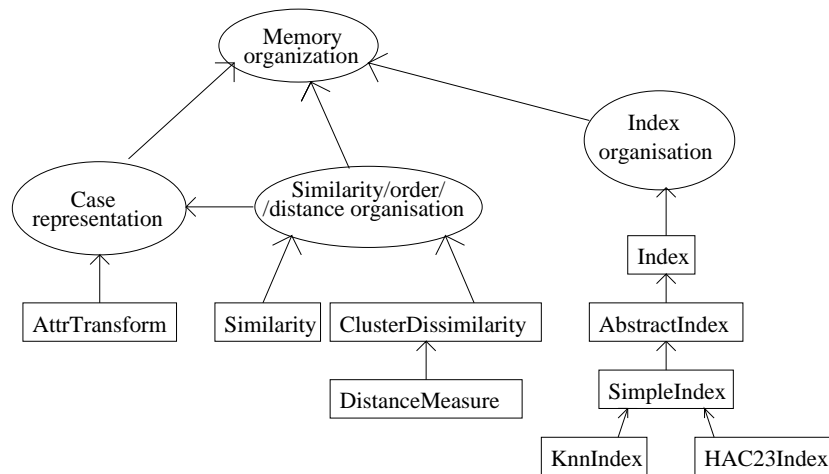 Memory
organization
Index
organisation
Case
representation
Similarity/order/
/distance organisation
Index
AttrTransform
Similarity
ClusterDissimilarity
AbstractIndex
SimpleIndex
DistanceMeasure
KnnIndex
HAC23Index